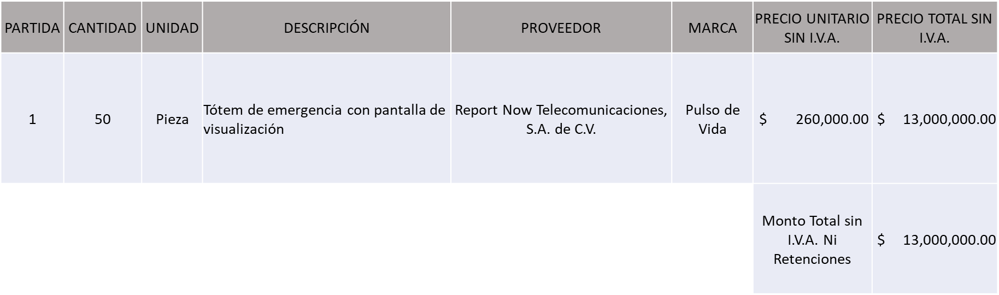 PARTIDA CANTIDAD UNIDAD DESCRIPCIÓN PROVEEDOR MARCA PRECIO UNITARIO SIN I.V.A. PRECIO TOTAL SIN I.V.A.
1 50 Pieza Tótem de emergencia con pantalla de visualización Report Now Telecomunicaciones, S.A. de C.V. Pulso de Vida $ 260,000.00 $ 13,000,000.00
Monto Total sin I.V.A. Ni Retenciones $ 13,000,000.00